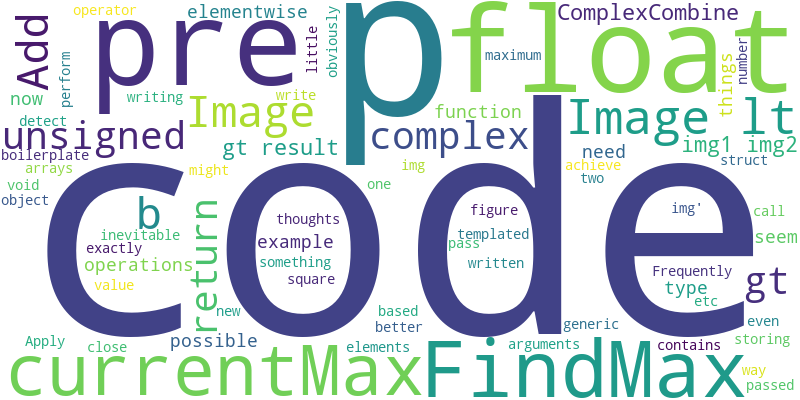 operator
elementwise
Add
pre
p
float
ComplexCombine
little
obviously
maximum
number
perform
now
writing
Image
write
function
things
detect
unsigned
gt result
complex
Image lt
img1 img2
boilerplate
arrays
might
img
one
need
achieve
two
struct
void
object
code
b
return
thoughts
figure
img'
call
inevitable
exactly
example
templated
pass
seem
operations
something
written
Frequently
value
square
type
gt
etc
new
based
better
generic
even
storing
Apply
close
possible
elements
arguments
contains
way
passed
currentMax
FindMax